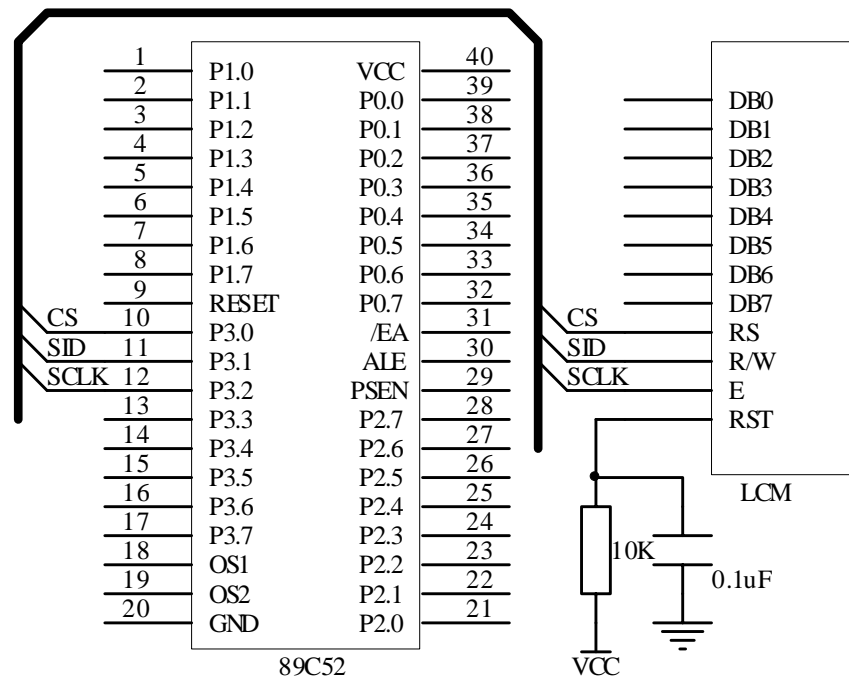 1 P1.0 VCC 40
2 P1.1 P0.0 39 DB0
3 P1.2 P0.1 38 DB1
4 P1.3 P0.2 37 DB2
5 P1.4 P0.3 36 DB3
6 P1.5 P0.4 35 DB4
7 P1.6 P0.5 34 DB5
8 P1.7 P0.6 33 DB6
9 RESET P0.7 32 DB7
CS 10 P3.0 /EA 31 CS RS
SID 11 P3.1 ALE 30 SID R/W
SCLK 12 P3.2 PSEN 29 SCLK E
13 P3.3 P2.7 28 RST
14 P3.4 P2.6 27
15 P3.5 P2.5 26
16 P3.6 P2.4 25 LCM
17 P3.7 P2.3 24
18 OS1 P2.2 23 10K
19 OS2 P2.1 22 0.1uF
20 GND P2.0 21
89C52 VCC